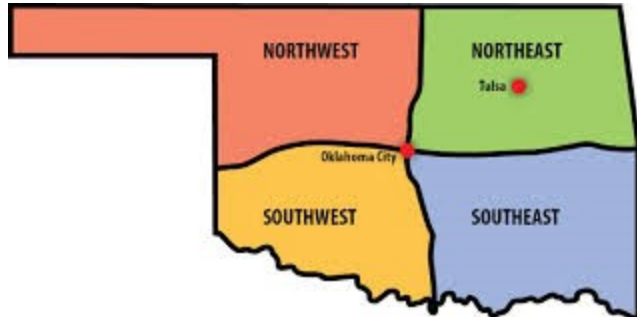 NORTHWEST
NORTHEAST
Tulsa
Oklahoma City
SOUTHWEST
SOUTHEAST